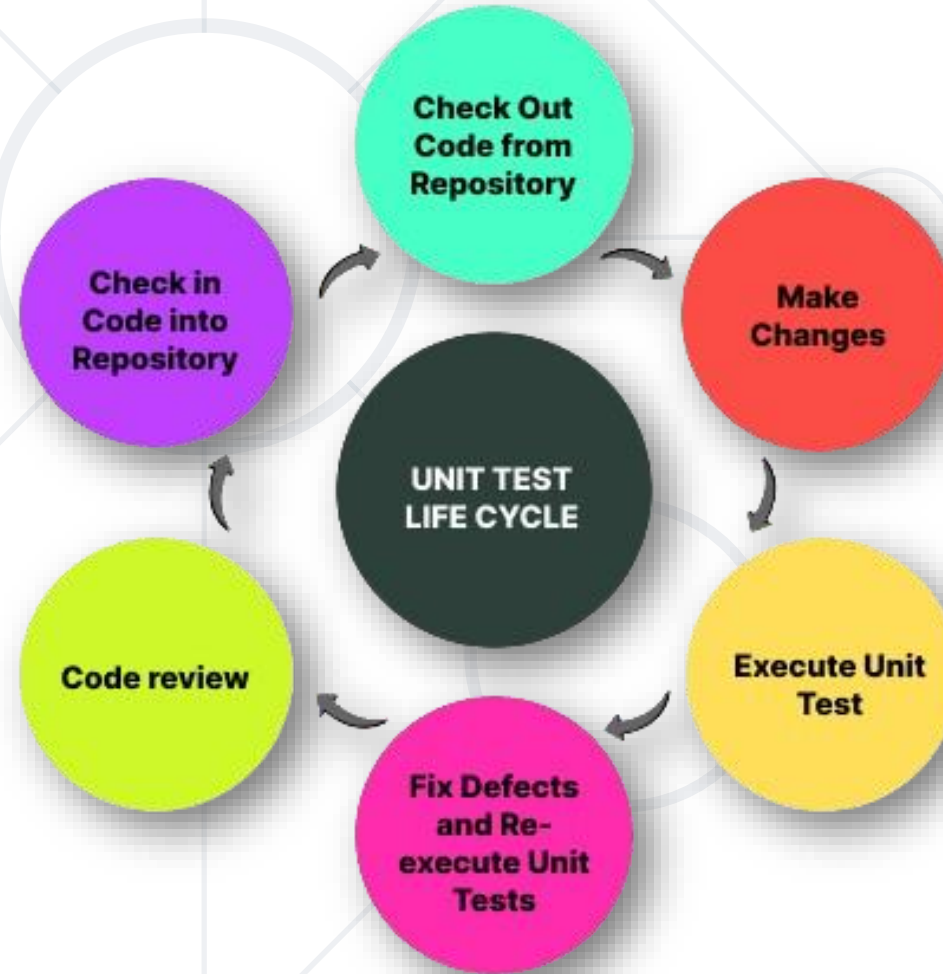 Check Out
Code from
Repository
Make
Changes
Execute Unit
Test
Fix Defects
and Re-
execute Unit
Tests
Code review
Check in
Code into
Repository
UNIT TEST
LIFE CYCLE